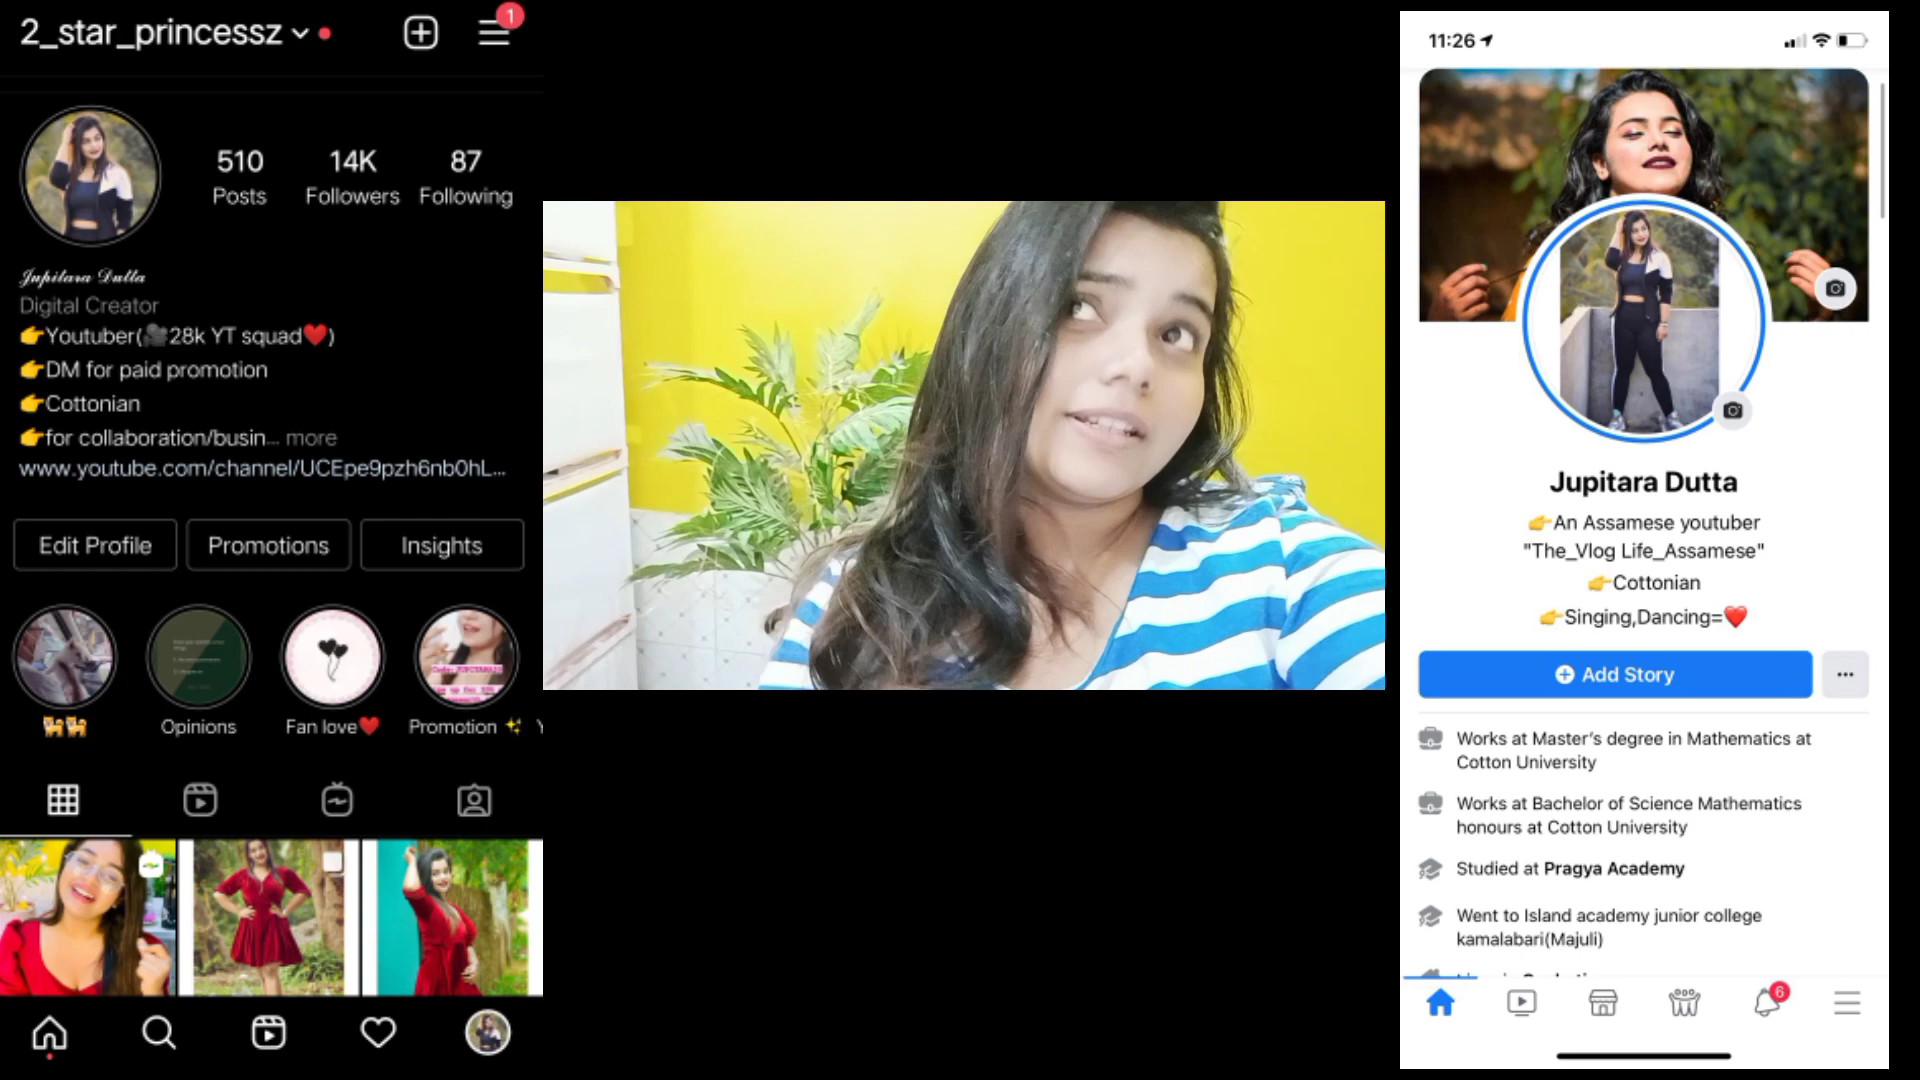 2_star_princessz
1
510
14K
87
Posts
Followers
Following
Jupitara Dutta
Digital Creator
👉Youtuber(🎥28k YT squad❤️)
👉DM for paid promotion
👉Cottonian
👉for collaboration/busin... more
www.youtube.com/channel/UCEpe9pzh6nb0hL...
Edit Profile
Promotions
Insights
🐕🐕
Opinions
Fan love❤️
Promotion ✨
11:26
Jupitara Dutta
👉An Assamese youtuber
"The_Vlog Life_Assamese"
👉Cottonian
👉Singing,Dancing=❤️
Add Story
Works at Master's degree in Mathematics at
Cotton University
Works at Bachelor of Science Mathematics
honours at Cotton University
Studied at Pragya Academy
Went to Island academy junior college
kamalabari(Majuli)
6